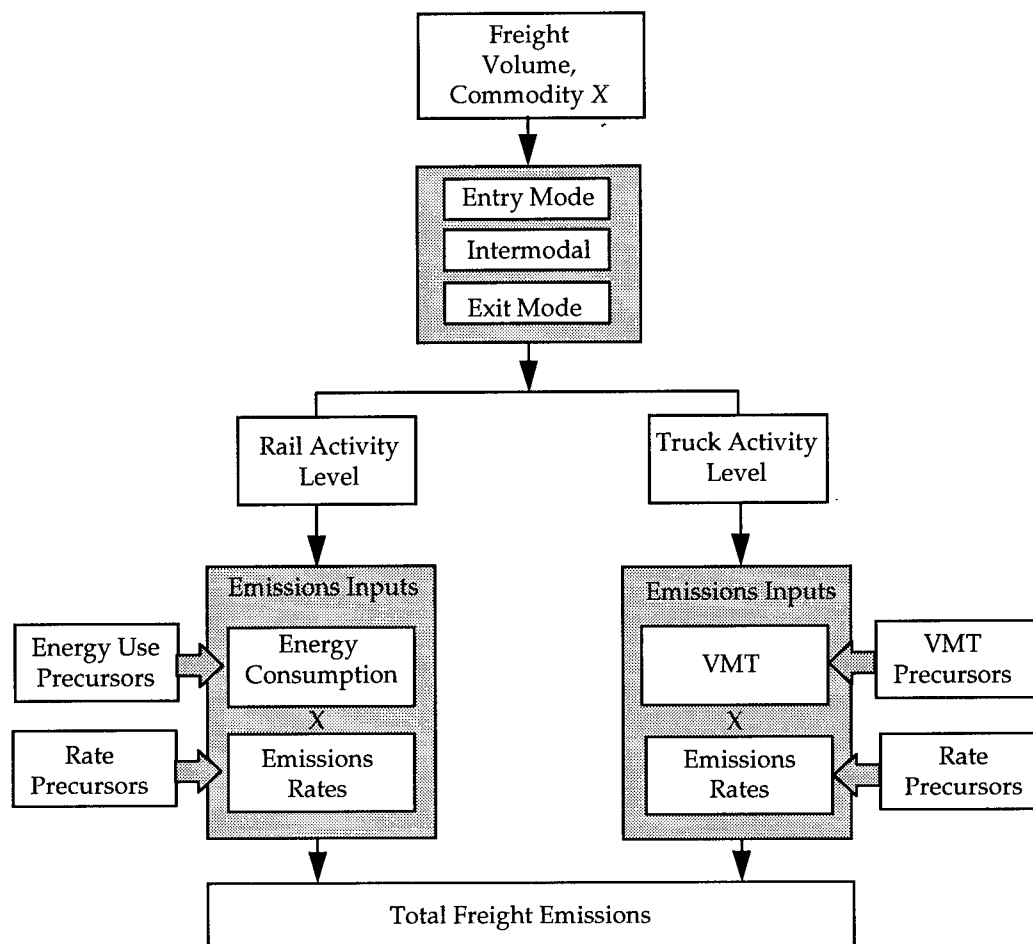 Freight
Volume,
Commodity X
Entry Mode
Intermodal
Exit Mode
Rail Activity
Level
Truck Activity
Level
Emissions Inputs
Energy
Consumption
X
Emissions
Rates
Energy Use
Precursors
Rate
Precursors
Emissions Inputs
VMT
X
Emissions
Rates
VMT
Precursors
Rate
Precursors
Total Freight Emissions